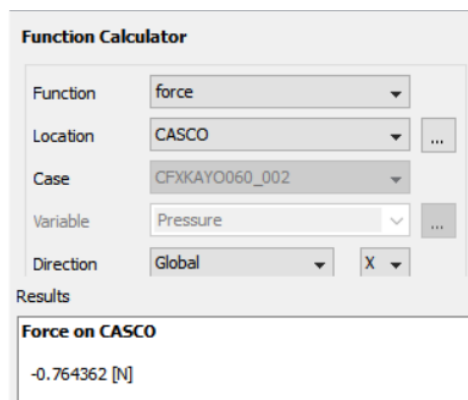 Function Calculator
Function force
Location CASCO ...
Case CFXKAYO060_002
Variable Pressure ...
Direction Global X
Results
Force on CASCO
-0.764362 [N]